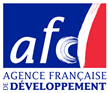 afd
AGENCE FRANÇAISE
DE DÉVELOPPEMENT